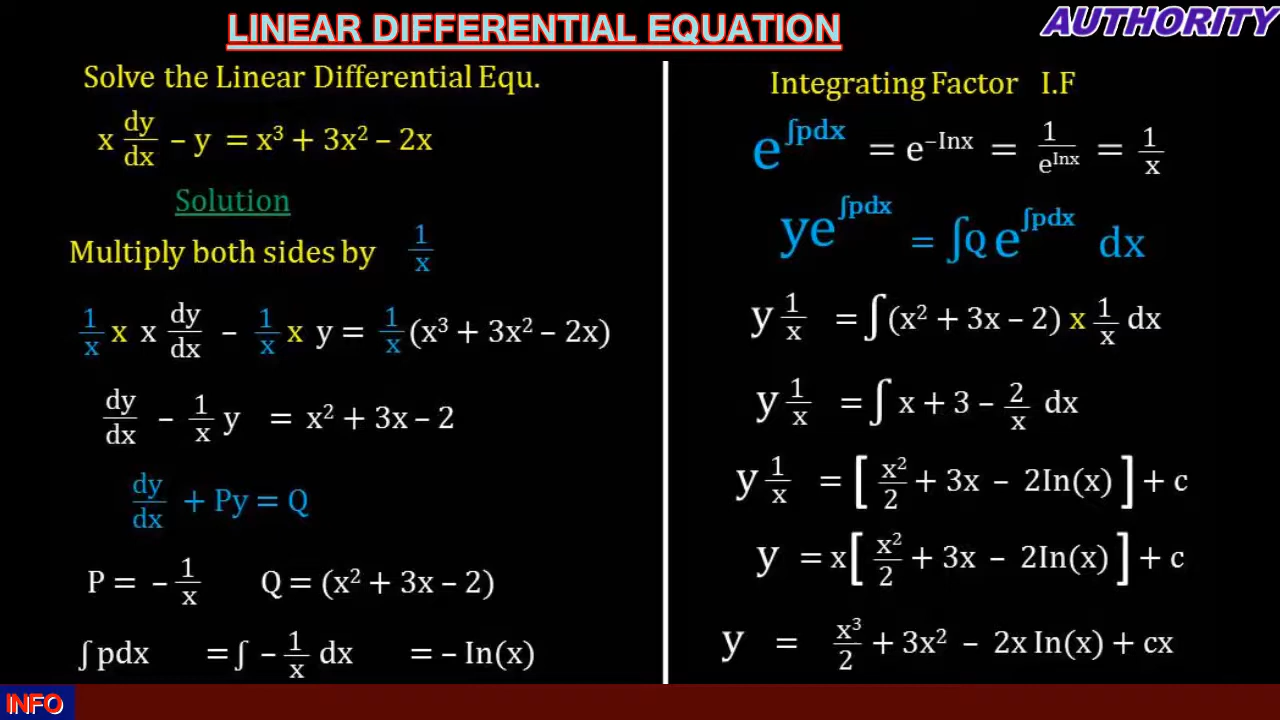 LINEAR DIFFERENTIAL EQUATION
AUTHORITY
Solve the Linear Differential Equ.
x dy/dx – y = x³ + 3x² – 2x
Solution
Multiply both sides by 1/x
1/x x x dy/dx – 1/x x y = 1/x (x³ + 3x² – 2x)
dy/dx – 1/x y = x² + 3x – 2
dy/dx + Py = Q
P = – 1/x Q = (x² + 3x – 2)
∫pdx = ∫ – 1/x dx = – In(x)
Integrating Factor I.F
e^∫pdx = e^–Inx = 1/e^Inx = 1/x
ye^∫pdx = ∫Q e^∫pdx dx
y 1/x = ∫(x² + 3x – 2) x 1/x dx
y 1/x = ∫ x + 3 – 2/x dx
y 1/x = [ x²/2 + 3x – 2In(x) ] + c
y = x[ x²/2 + 3x – 2In(x) ] + c
y = x³/2 + 3x² – 2x In(x) + cx
INFO